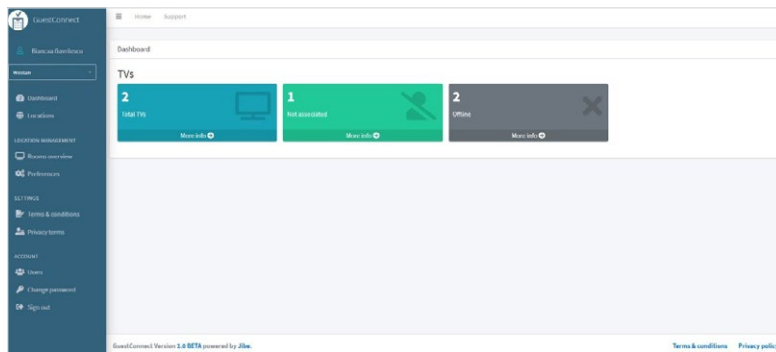 GuestConnect
Home Support
Dashboard
TVs
2
Total TVs
More info
1
Not associated
More info
2
Offline
More info
Dashboard
Locations
LOCATION MANAGEMENT
Rooms overview
Preferences
SETTINGS
Terms & conditions
Privacy terms
ACCOUNT
Users
Change password
Sign out
GuestConnect Version 1.0 BETA powered by Jibe.
Terms & conditions Privacy policy